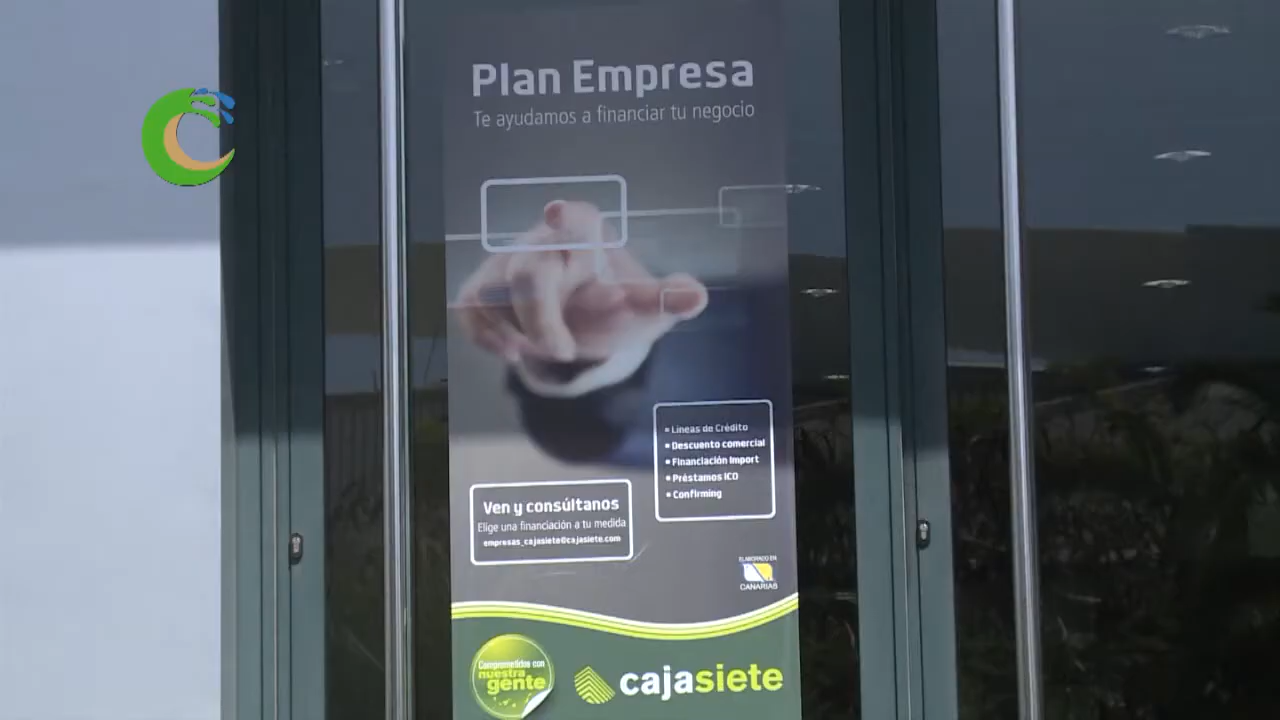 Plan Empresa
Te ayudamos a financiar tu negocio
▪ Líneas de Crédito
▪ Descuento comercial
▪ Financiación Import
▪ Préstamos ICO
▪ Confirming
Ven y consúltanos
Elige una financiación a tu medida
empresas_cajasiete@cajasiete.com
ELABORADO EN
CANARIAS
Comprometidos con
nuestra
gente
cajasiete